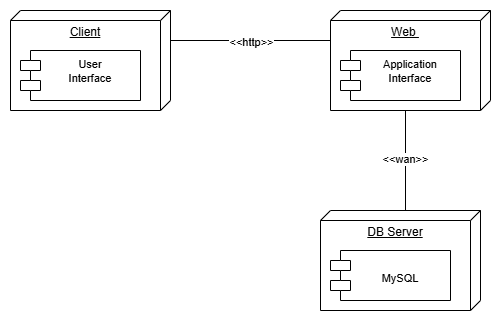 Client
User
Interface
<<http>>
Web
Application
Interface
<<wan>>
DB Server
MySQL